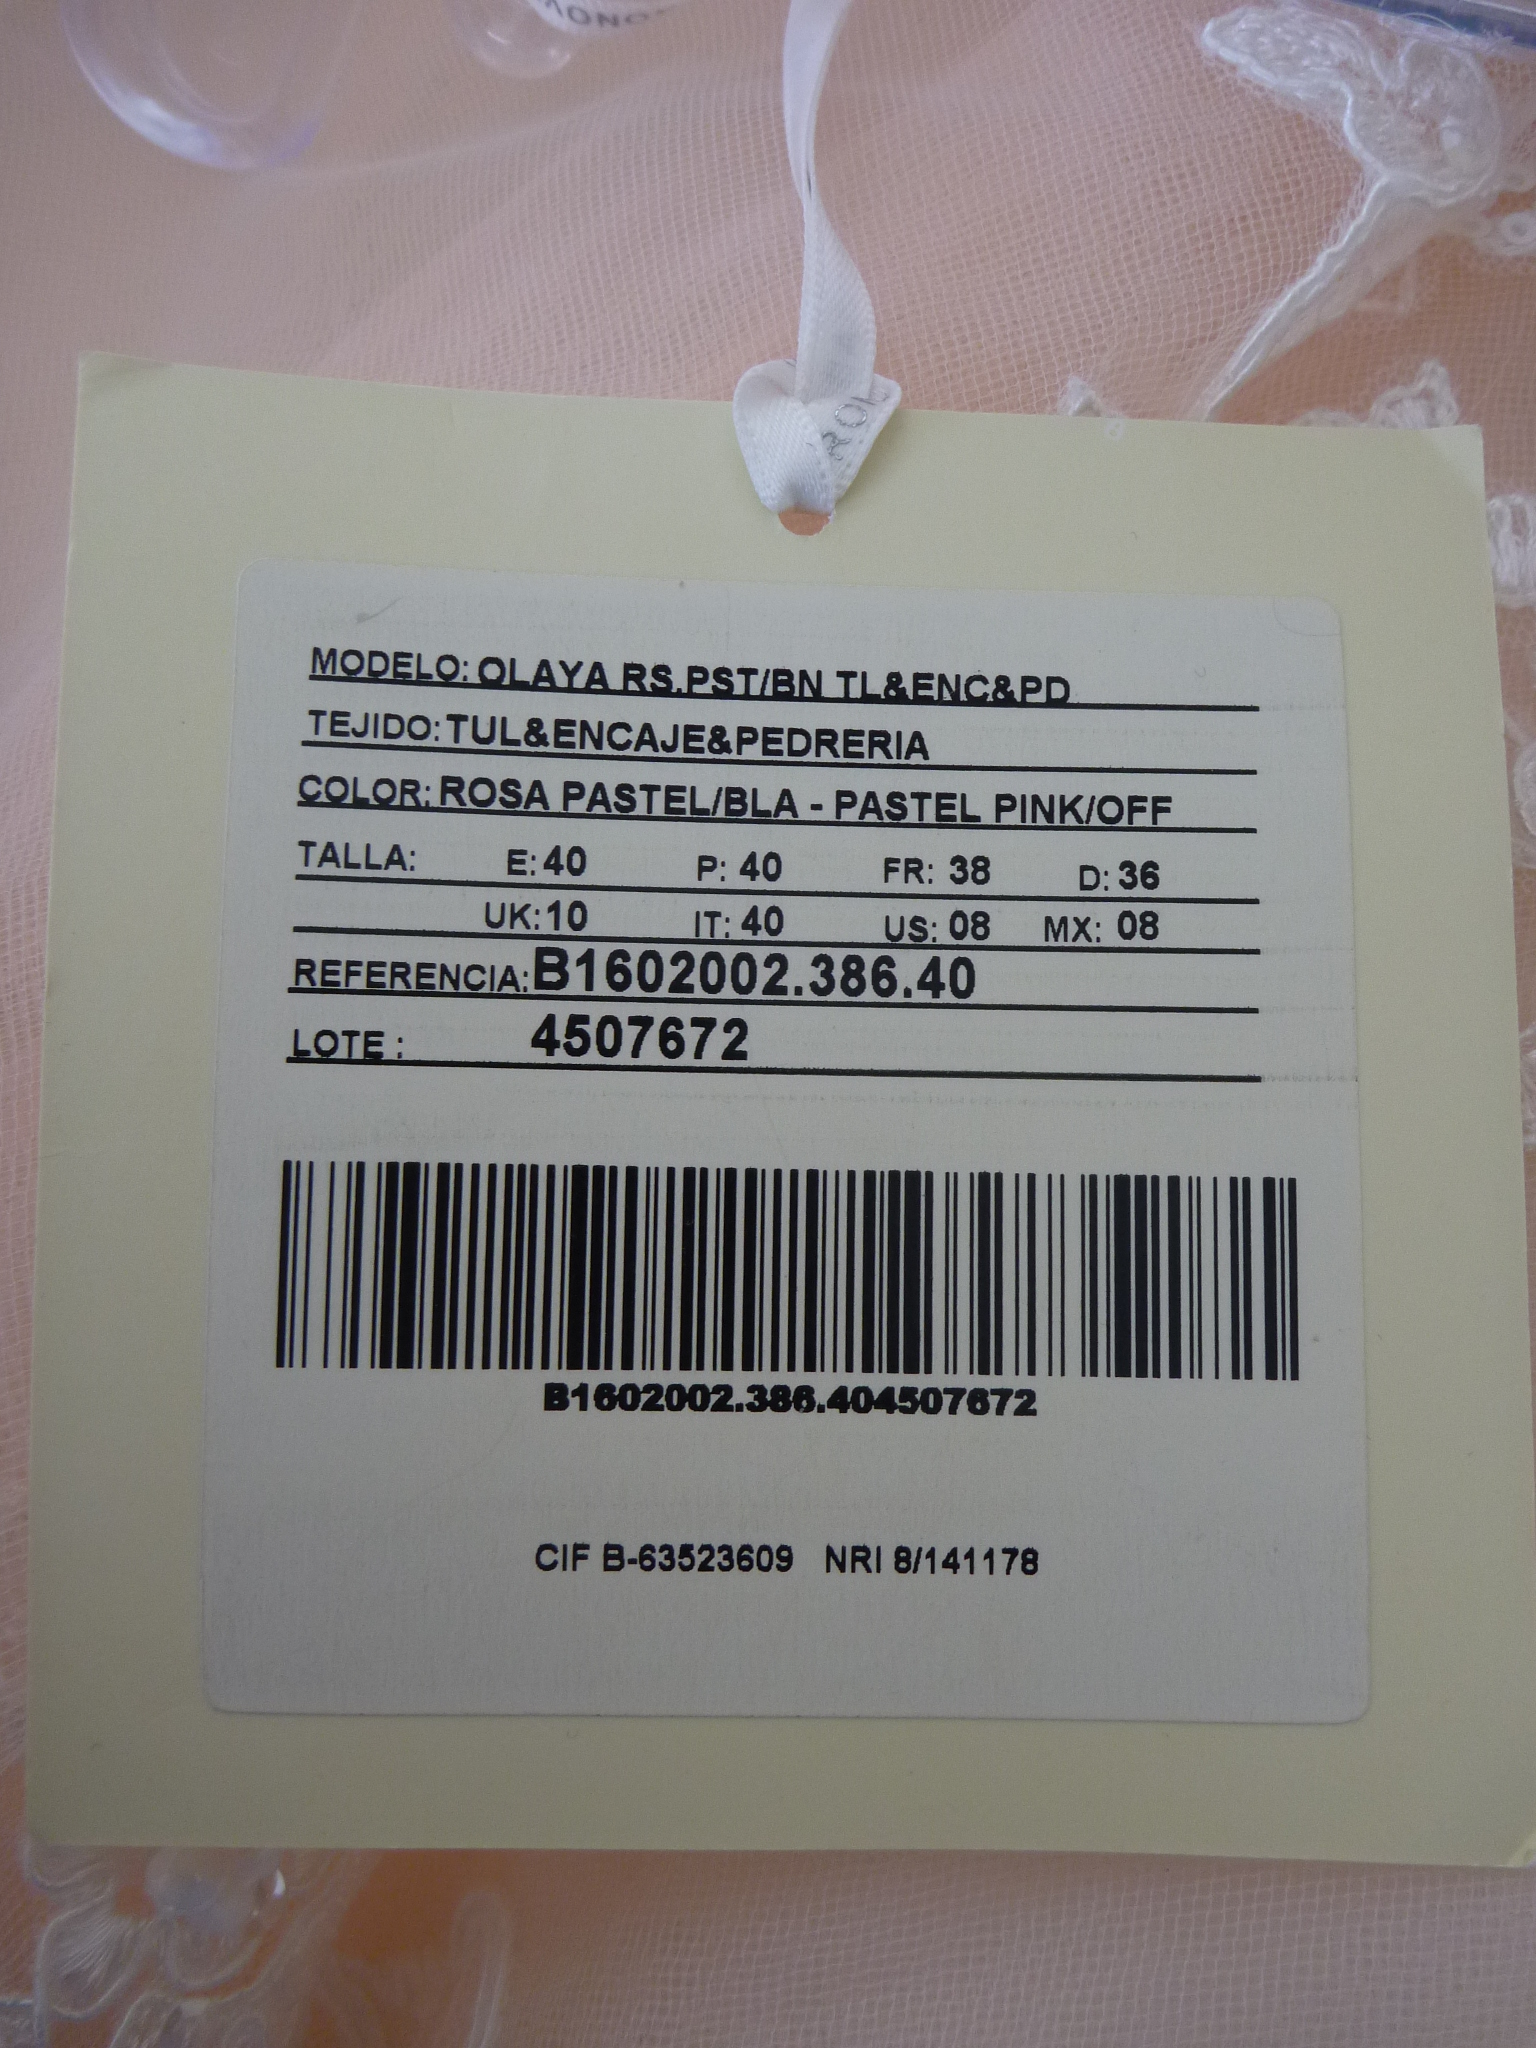 MODELO: OLAYA RS.PST/BN TL&ENC&PD
TEJIDO: TUL&ENCAJE&PEDRERIA
COLOR: ROSA PASTEL/BLA - PASTEL PINK/OFF
TALLA: E: 40 P: 40 FR: 38 D: 36
UK: 10 IT: 40 US: 08 MX: 08
REFERENCIA: B1602002.386.40
LOTE : 4507672
B1602002.386.404507672
CIF B-63523609 NRI 8/141178